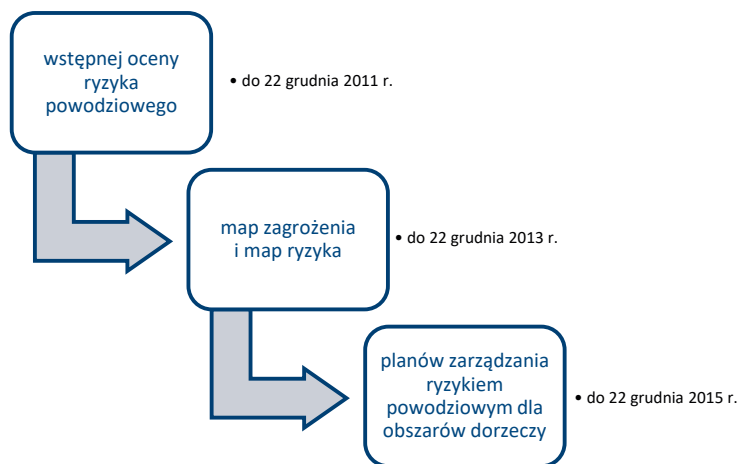 wstępnej oceny
ryzyka
powodziowego
• do 22 grudnia 2011 r.
map zagrożenia
i map ryzyka
• do 22 grudnia 2013 r.
planów zarządzania
ryzykiem
powodziowym dla
obszarów dorzeczy
• do 22 grudnia 2015 r.